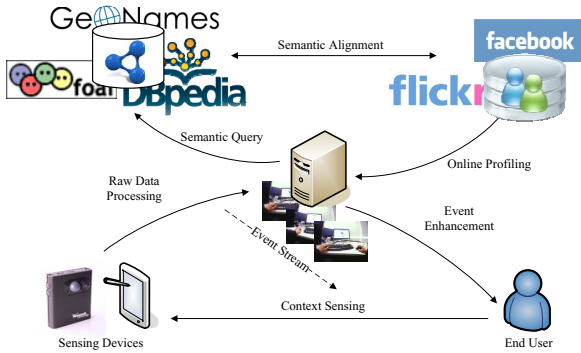 GeoNames
facebook
Semantic Alignment
foaf
DBpedia
flickr
Semantic Query
Online Profiling
Raw Data
Processing
Event
Enhancement
Event Stream
Context Sensing
Sensing Devices
End User